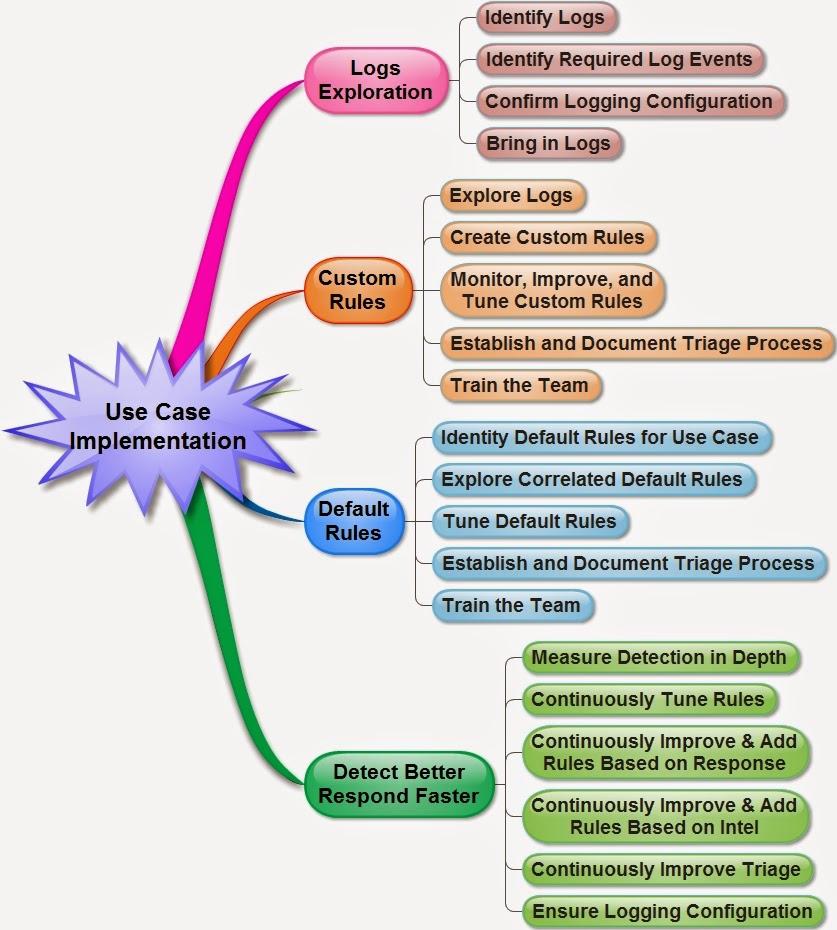 Logs
Exploration
Identify Logs
Identify Required Log Events
Confirm Logging Configuration
Bring in Logs
Custom
Rules
Explore Logs
Create Custom Rules
Monitor, Improve, and
Tune Custom Rules
Establish and Document Triage Process
Train the Team
Use Case
Implementation
Default
Rules
Identity Default Rules for Use Case
Explore Correlated Default Rules
Tune Default Rules
Establish and Document Triage Process
Train the Team
Detect Better
Respond Faster
Measure Detection in Depth
Continuously Tune Rules
Continuously Improve & Add
Rules Based on Response
Continuously Improve & Add
Rules Based on Intel
Continuously Improve Triage
Ensure Logging Configuration